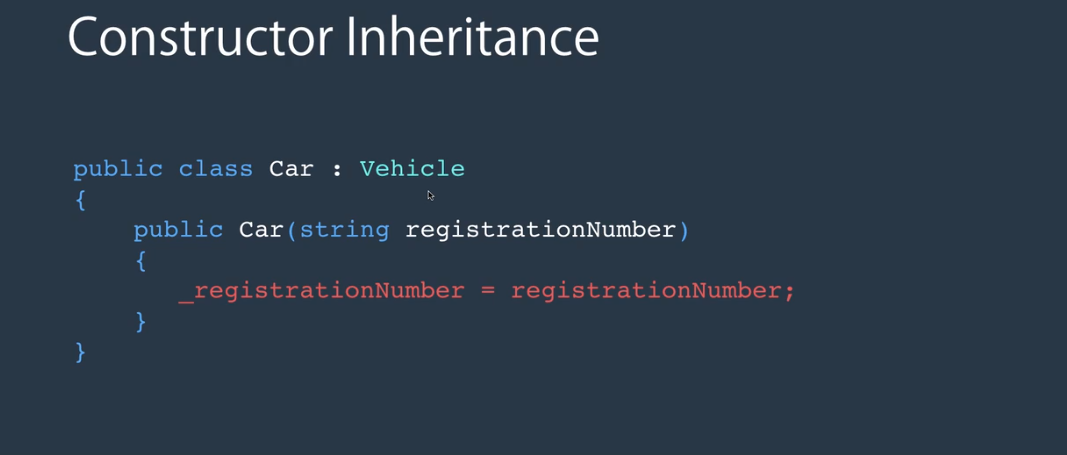 Constructor Inheritance
public class Car : Vehicle
{
public Car(string registrationNumber)
{
_registrationNumber = registrationNumber;
}
}